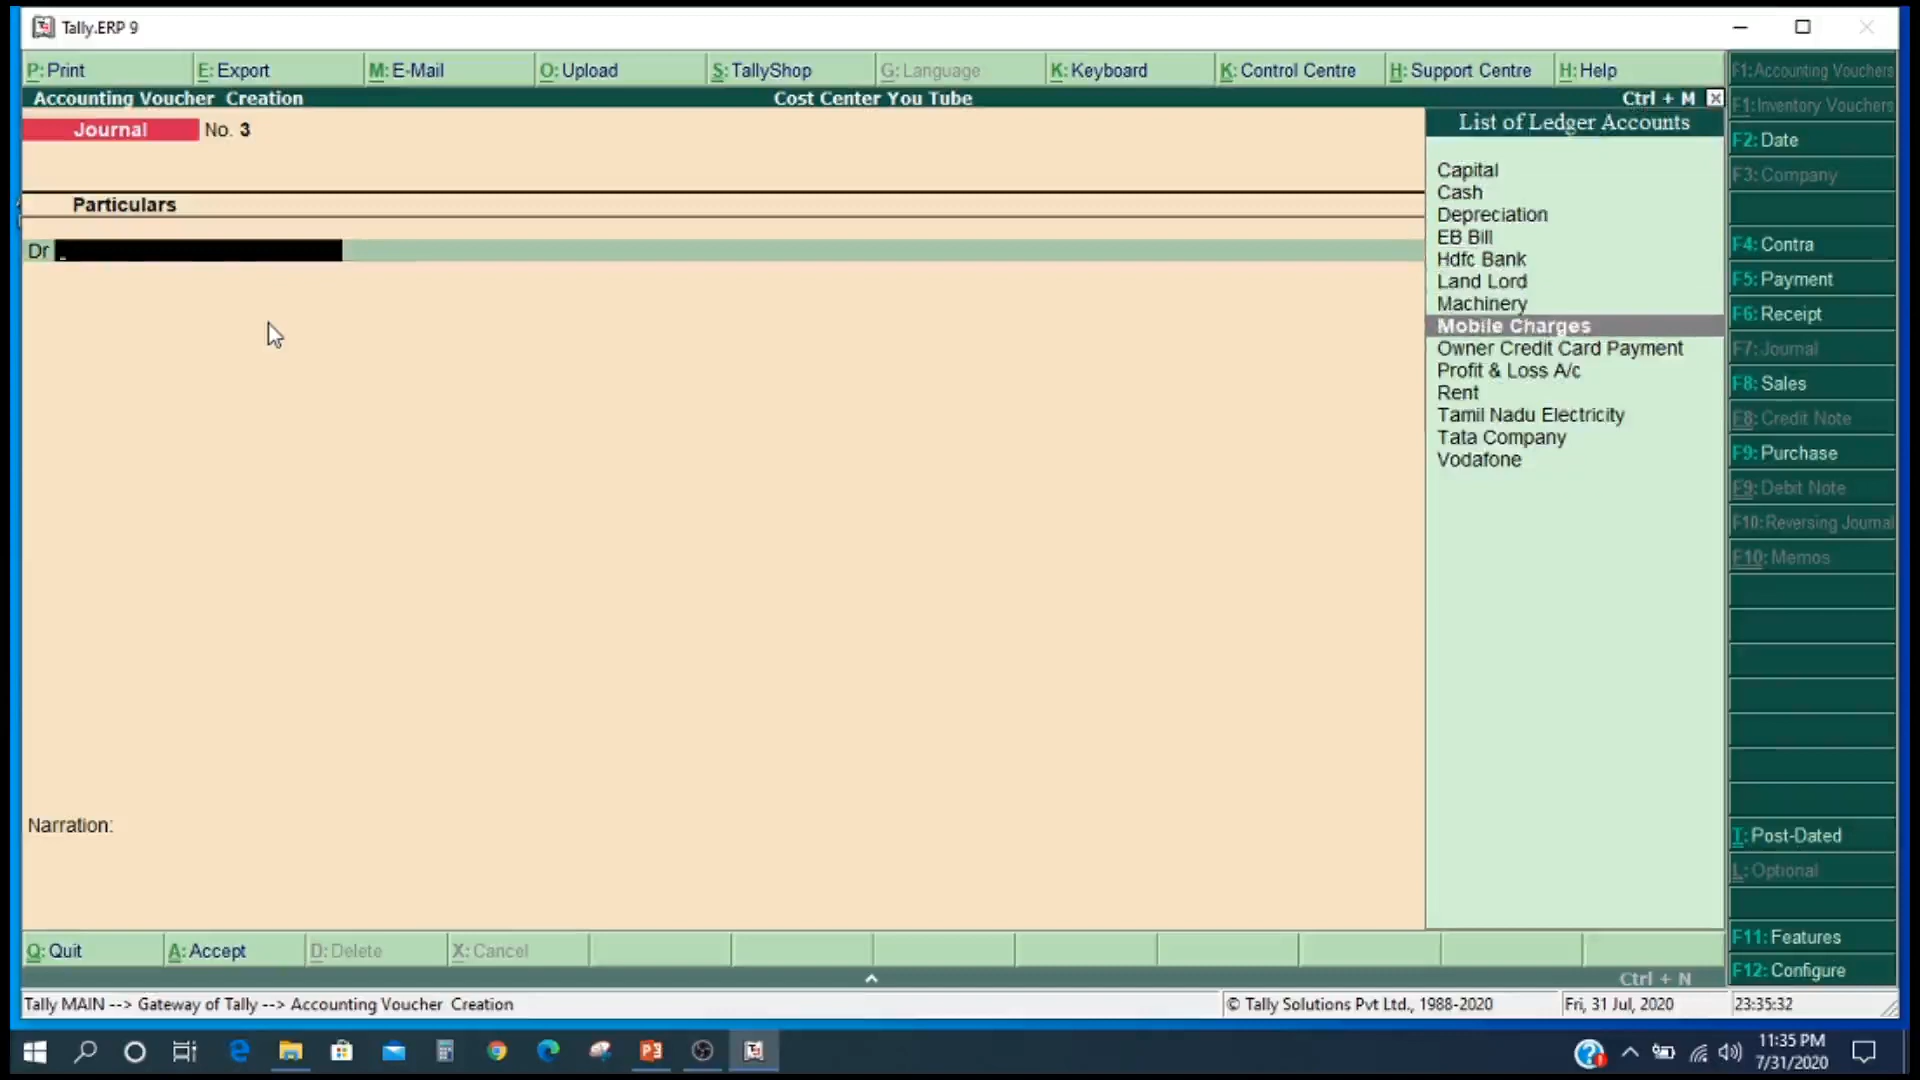 Tally.ERP 9
P: Print E: Export M: E-Mail O: Upload S: TallyShop G: Language K: Keyboard K: Control Centre H: Support Centre H: Help
Accounting Voucher Creation Cost Center You Tube Ctrl + M
Journal No. 3
Particulars
Dr
Narration:
List of Ledger Accounts
Capital
Cash
Depreciation
EB Bill
Hdfc Bank
Land Lord
Machinery
Mobile Charges
Owner Credit Card Payment
Profit & Loss A/c
Rent
Tamil Nadu Electricity
Tata Company
Vodafone
F1: Accounting Vouchers
F1: Inventory Vouchers
F2: Date
F3: Company
F4: Contra
F5: Payment
F6: Receipt
F7: Journal
F8: Sales
F8: Credit Note
F9: Purchase
F9: Debit Note
F10: Reversing Journal
F10: Memos
T: Post-Dated
L: Optional
F11: Features
F12: Configure
Q: Quit A: Accept D: Delete X: Cancel
Ctrl + N
Tally MAIN --> Gateway of Tally --> Accounting Voucher Creation © Tally Solutions Pvt Ltd., 1988-2020 Fri, 31 Jul, 2020 23:35:32
11:35 PM
7/31/2020